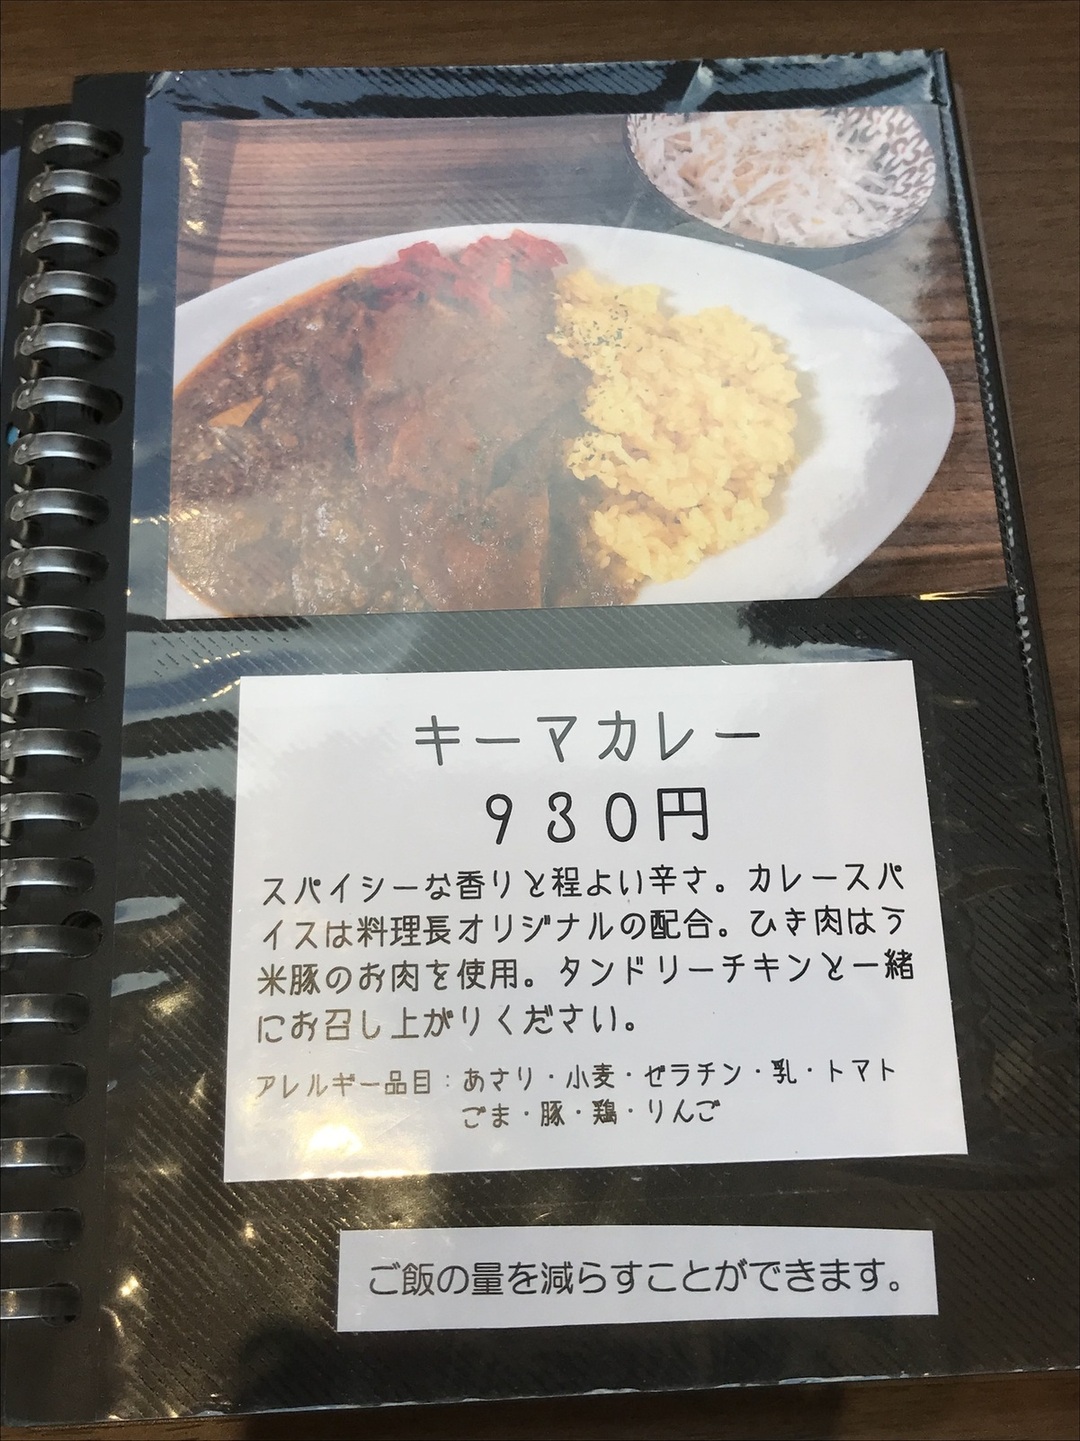 キーマカレー
９３０円
スパイシーな香りと程よい辛さ。カレースパ
イスは料理長オリジナルの配合。ひき肉はう
米豚のお肉を使用。タンドリーチキンと一緒
にお召し上がりください。
アレルギー品目：あさり・小麦・ゼラチン・乳・トマト
ごま・豚・鶏・りんご
ご飯の量を減らすことができます。